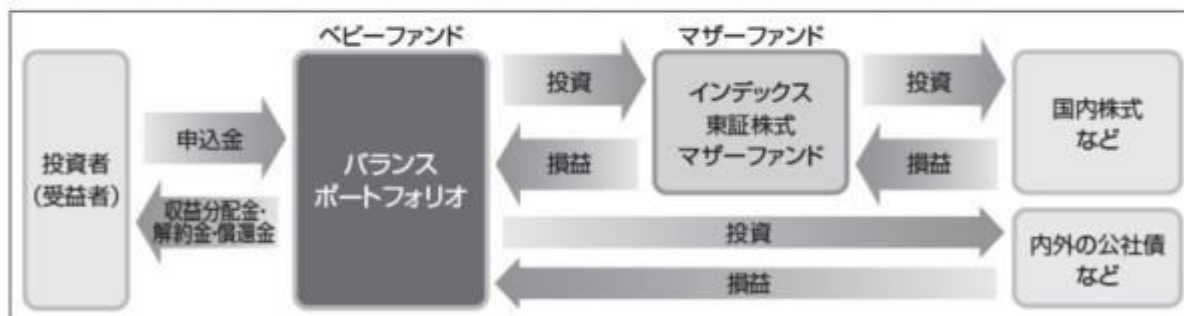 ベビーファンド
マザーファンド
投資者
(受益者)
申込金
収益分配金・
解約金・償還金
バランス
ポートフォリオ
投資
損益
インデックス
東証株式
マザーファンド
投資
損益
国内株式
など
投資
損益
内外の公社債
など